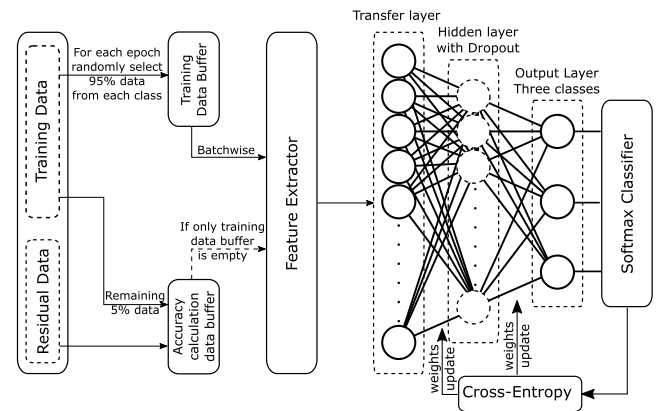 Transfer layer
Hidden layer
with Dropout
Output Layer
Three classes
For each epoch
randomly select
95% data
from each class
Training Data
Training
Data Buffer
Batchwise
Feature Extractor
Softmax Classifier
If only training
data buffer
is empty
Residual Data
Remaining
5% data
Accuracy
calculation
data buffer
weights
update
weights
update
Cross-Entropy